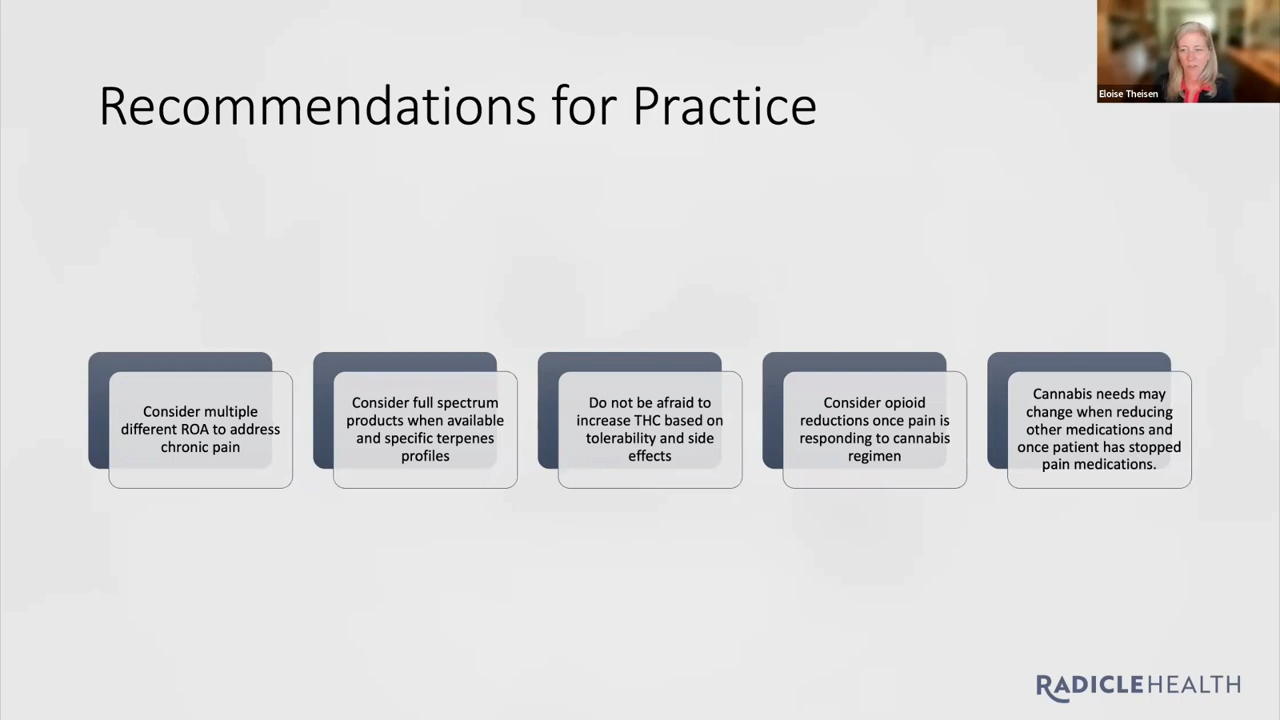 Eloise Theisen
Recommendations for Practice
Consider multiple
different ROA to address
chronic pain
Consider full spectrum
products when available
and specific terpenes
profiles
Do not be afraid to
increase THC based on
tolerability and side
effects
Consider opioid
reductions once pain is
responding to cannabis
regimen
Cannabis needs may
change when reducing
other medications and
once patient has stopped
pain medications.
RADICLEHEALTH